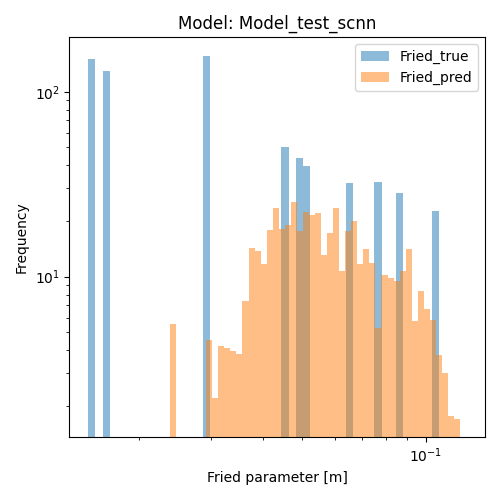 Model: Model_test_scnn
Fried_true
Fried_pred
10²
10¹
Frequency
10⁻¹
Fried parameter [m]